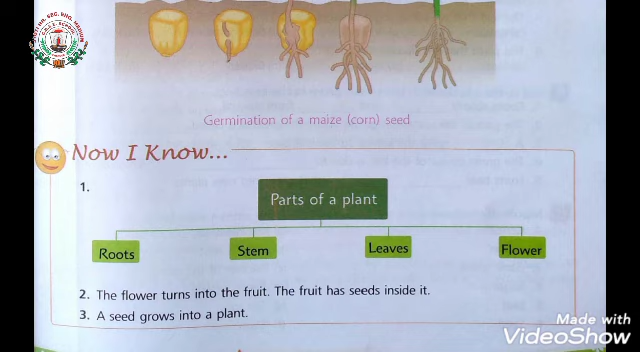 Germination of a maize (corn) seed
Now I Know...
1.
Parts of a plant
Roots Stem Leaves Flower
2. The flower turns into the fruit. The fruit has seeds inside it.
3. A seed grows into a plant.
Made with
VideoShow